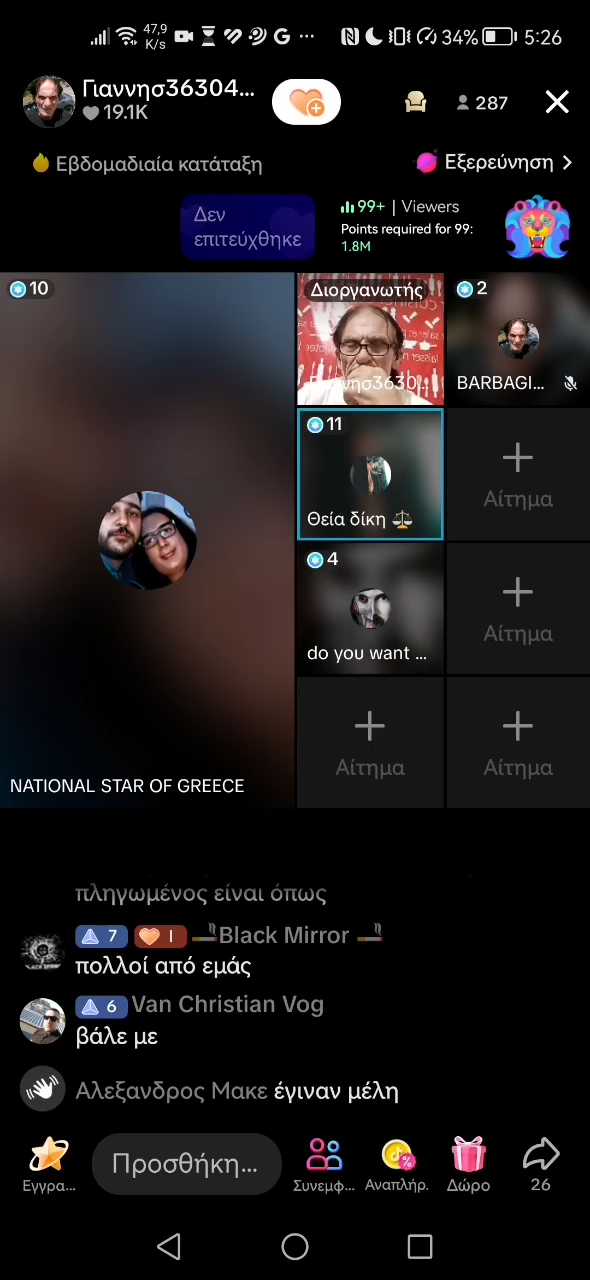 47,9
K/s
34%
5:26
Γιαννησ36304...
19.1K
287
Εβδομαδιαία κατάταξη
Εξερεύνηση
Δεν
επιτεύχθηκε
99+ | Viewers
Points required for 99:
1.8M
10
Διοργανωτής
2
BARBAGI...
11
Θεία δίκη
Αίτημα
4
do you want ...
Αίτημα
Αίτημα
Αίτημα
NATIONAL STAR OF GREECE
πληγωμένος είναι όπως
7 I Black Mirror
πολλοί από εμάς
6 Van Christian Vog
βάλε με
Αλεξανδρος Μακε έγιναν μέλη
Προσθήκη...
Εγγρα...
Συνεμφ...
Αναπλήρ.
Δώρο
26